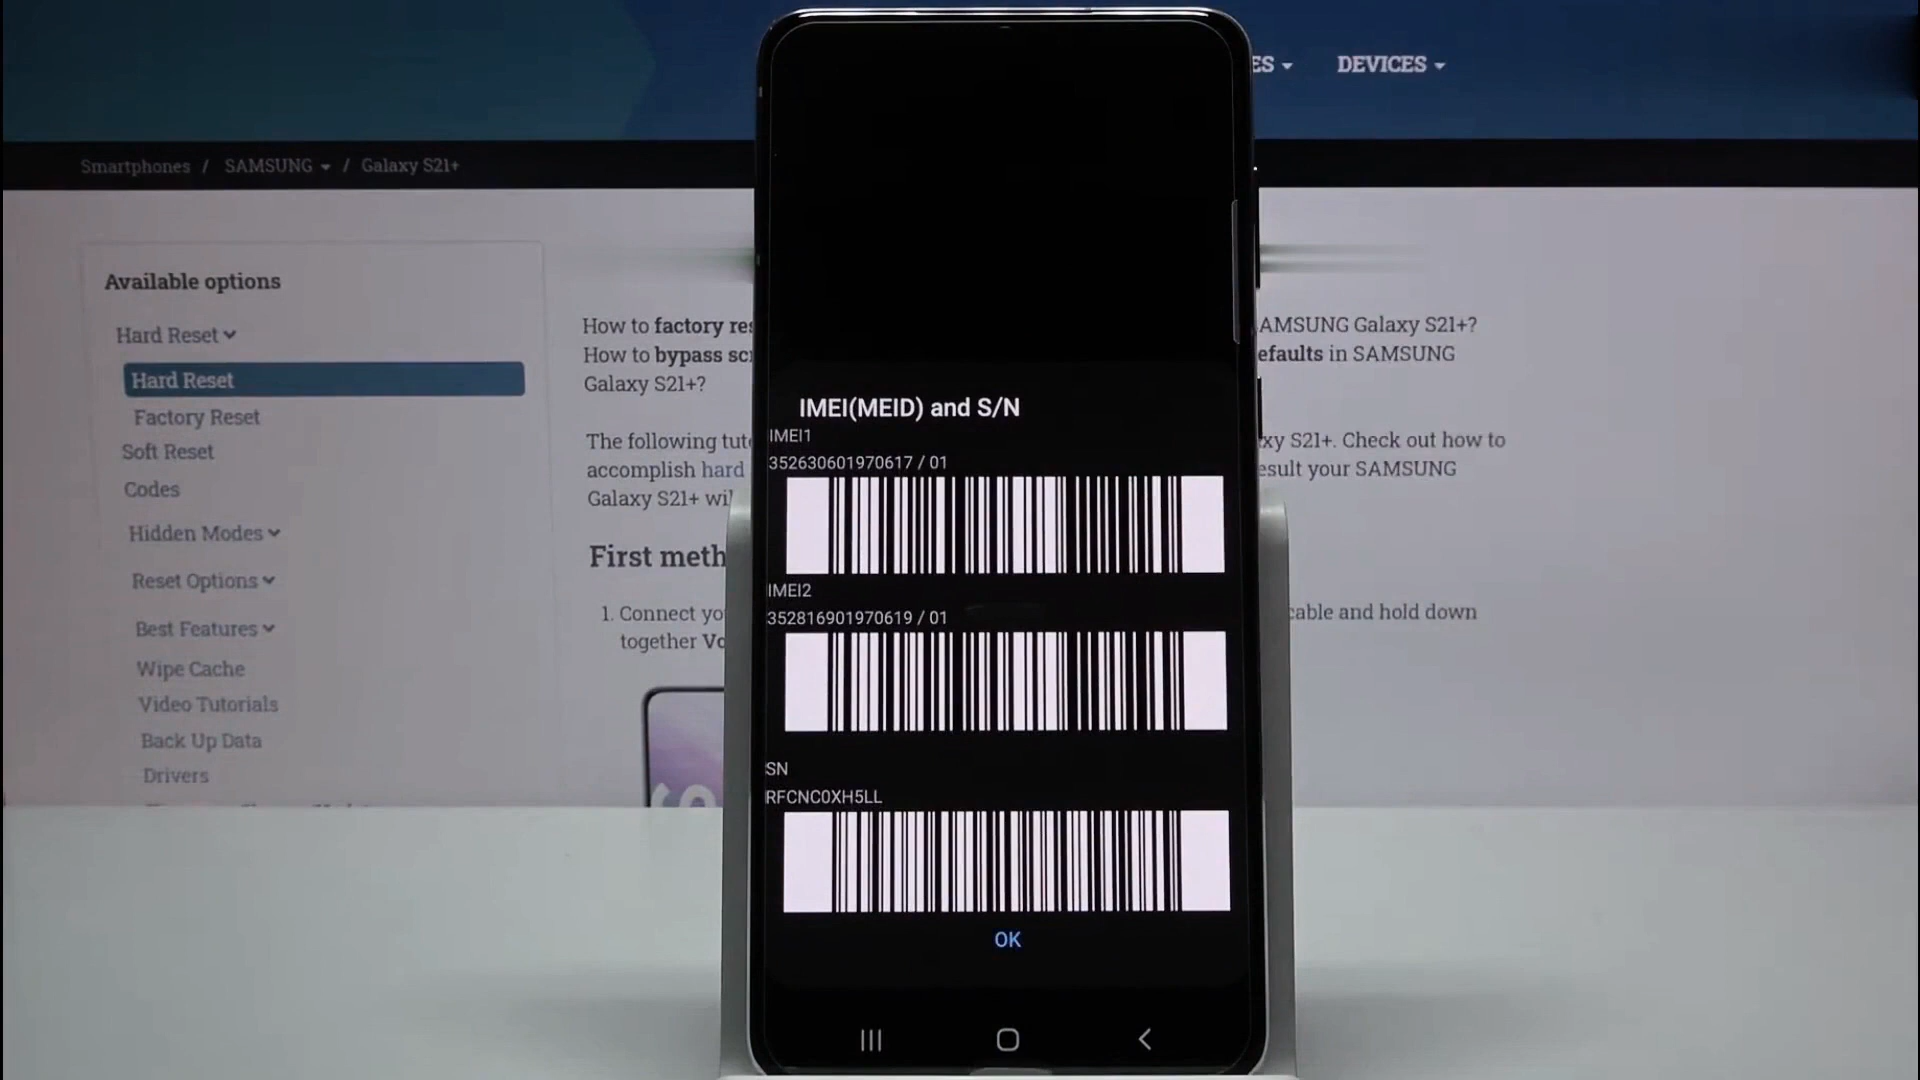 ES
DEVICES
Smartphones / SAMSUNG / Galaxy S21+
Available options
Hard Reset
Hard Reset
Factory Reset
Soft Reset
Codes
Hidden Modes
Reset Options
Best Features
Wipe Cache
Video Tutorials
Back Up Data
Drivers
How to factory res
AMSUNG Galaxy S21+?
How to bypass scr
efaults in SAMSUNG
Galaxy S21+?
The following tuto
xy S21+. Check out how to
accomplish hard
esult your SAMSUNG
Galaxy S21+ wil
First meth
1. Connect yo
cable and hold down
together Vo
IMEI(MEID) and S/N
IMEI1
352630601970617 / 01
IMEI2
352816901970619 / 01
SN
RFCNC0XH5LL
OK